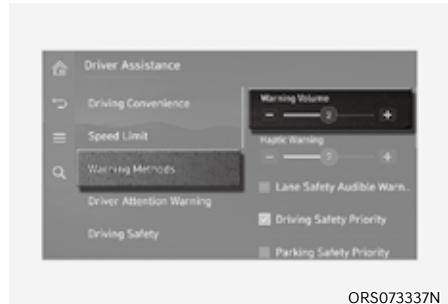 Driver Assistance
Driving Convenience
Speed Limit
Warning Methods
Driver Attention Warning
Driving Safety
Warning Volume
- 2 +
Haptic Warning
- 2 +
Lane Safety Audible Warn..
Driving Safety Priority
Parking Safety Priority
ORS073337N